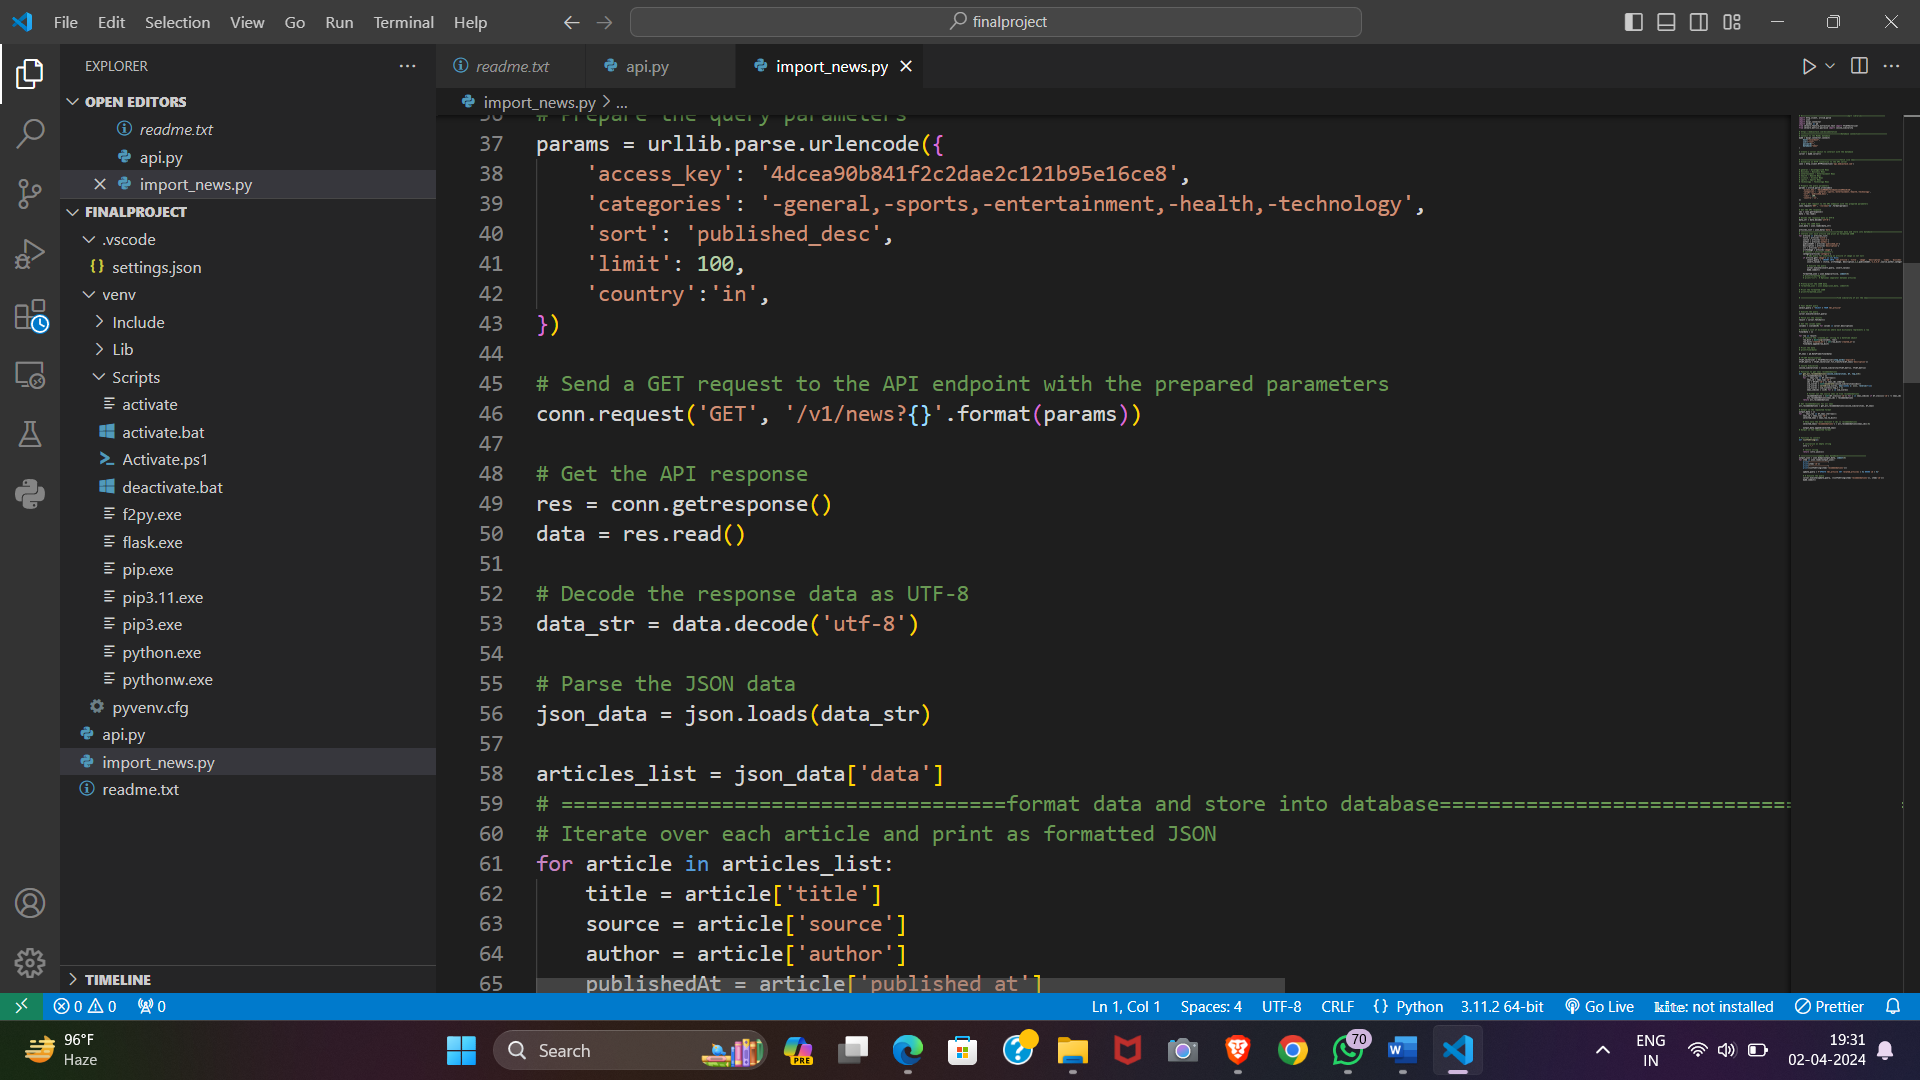 File Edit Selection View Go Run Terminal Help
finalproject
EXPLORER
OPEN EDITORS
readme.txt
api.py
import_news.py
FINALPROJECT
.vscode
settings.json
venv
Include
Lib
Scripts
activate
activate.bat
Activate.ps1
deactivate.bat
f2py.exe
flask.exe
pip.exe
pip3.11.exe
pip3.exe
python.exe
pythonw.exe
pyvenv.cfg
api.py
import_news.py
readme.txt
TIMELINE
readme.txt api.py import_news.py
import_news.py > ...
36 # Prepare the query parameters
37 params = urllib.parse.urlencode({
38 'access_key': '4dcea90b841f2c2dae2c121b95e16ce8',
39 'categories': '-general,-sports,-entertainment,-health,-technology',
40 'sort': 'published_desc',
41 'limit': 100,
42 'country':'in',
43 })
44
45 # Send a GET request to the API endpoint with the prepared parameters
46 conn.request('GET', '/v1/news?{}'.format(params))
47
48 # Get the API response
49 res = conn.getresponse()
50 data = res.read()
51
52 # Decode the response data as UTF-8
53 data_str = data.decode('utf-8')
54
55 # Parse the JSON data
56 json_data = json.loads(data_str)
57
58 articles_list = json_data['data']
59 # ====================================format data and store into database=============================
60 # Iterate over each article and print as formatted JSON
61 for article in articles_list:
62 title = article['title']
63 source = article['source']
64 author = article['author']
65 publishedAt = article['published_at']
0 0 0
Ln 1, Col 1 Spaces: 4 UTF-8 CRLF {} Python 3.11.2 64-bit Go Live kite: not installed Prettier
96°F
Haze
Search
PRE
70
ENG
IN
19:31
02-04-2024